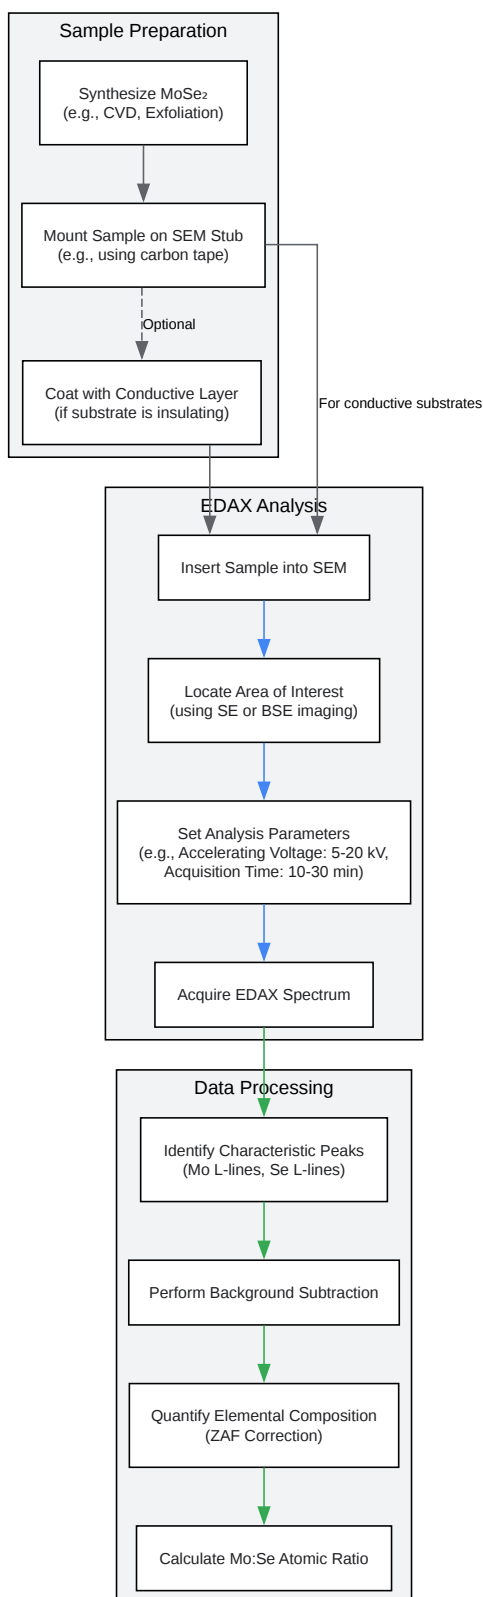 Sample Preparation
Synthesize MoSe₂
(e.g., CVD, Exfoliation)
Mount Sample on SEM Stub
(e.g., using carbon tape)
Optional
Coat with Conductive Layer
(if substrate is insulating)
For conductive substrates
EDAX Analysis
Insert Sample into SEM
Locate Area of Interest
(using SE or BSE imaging)
Set Analysis Parameters
(e.g., Accelerating Voltage: 5-20 kV,
Acquisition Time: 10-30 min)
Acquire EDAX Spectrum
Data Processing
Identify Characteristic Peaks
(Mo L-lines, Se L-lines)
Perform Background Subtraction
Quantify Elemental Composition
(ZAF Correction)
Calculate Mo:Se Atomic Ratio